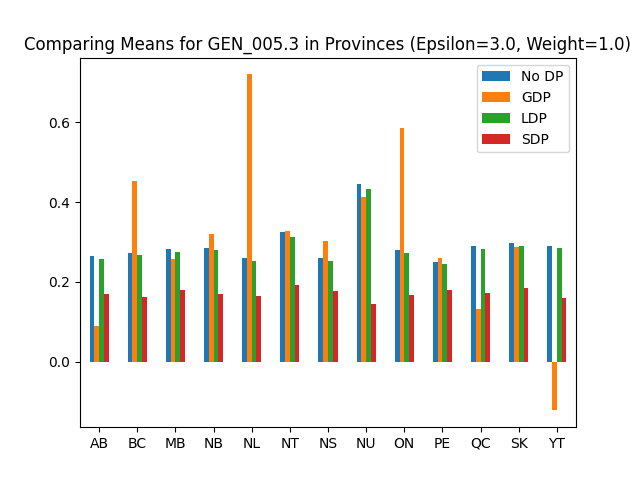 Comparing Means for GEN_005.3 in Provinces (Epsilon=3.0, Weight=1.0)
No DP
GDP
LDP
SDP
0.6
0.4
0.2
0.0
AB BC MB NB NL NT NS NU ON PE QC SK YT